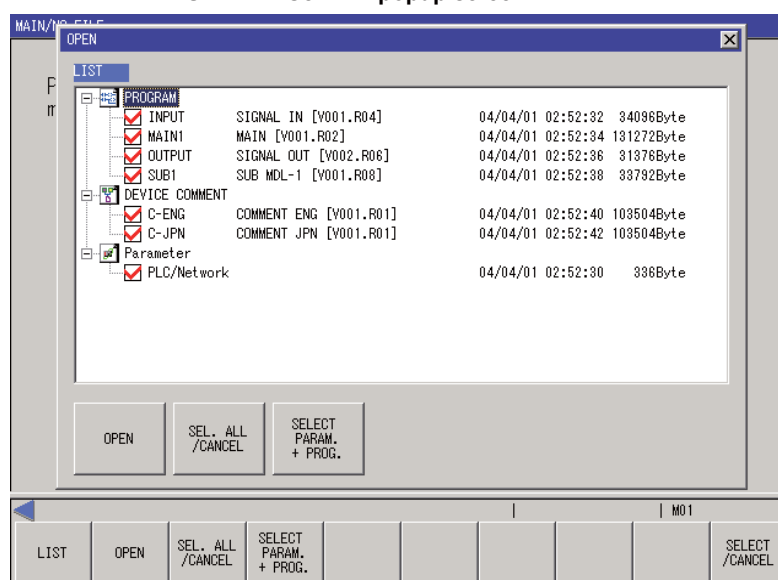 MAIN/
OPEN
LIST
PROGRAM
INPUT SIGNAL IN [V001.R04] 04/04/01 02:52:32 34096Byte
MAIN1 MAIN [V001.R02] 04/04/01 02:52:34 131272Byte
OUTPUT SIGNAL OUT [V002.R06] 04/04/01 02:52:36 31376Byte
SUB1 SUB MDL-1 [V001.R08] 04/04/01 02:52:38 33792Byte
DEVICE COMMENT
C-ENG COMMENT ENG [V001.R01] 04/04/01 02:52:40 103504Byte
C-JPN COMMENT JPN [V001.R01] 04/04/01 02:52:42 103504Byte
Parameter
PLC/Network 04/04/01 02:52:30 336Byte
OPEN
SEL. ALL
/CANCEL
SELECT
PARAM.
+ PROG.
M01
LIST
OPEN
SEL. ALL
/CANCEL
SELECT
PARAM.
+ PROG.
SELECT
/CANCEL